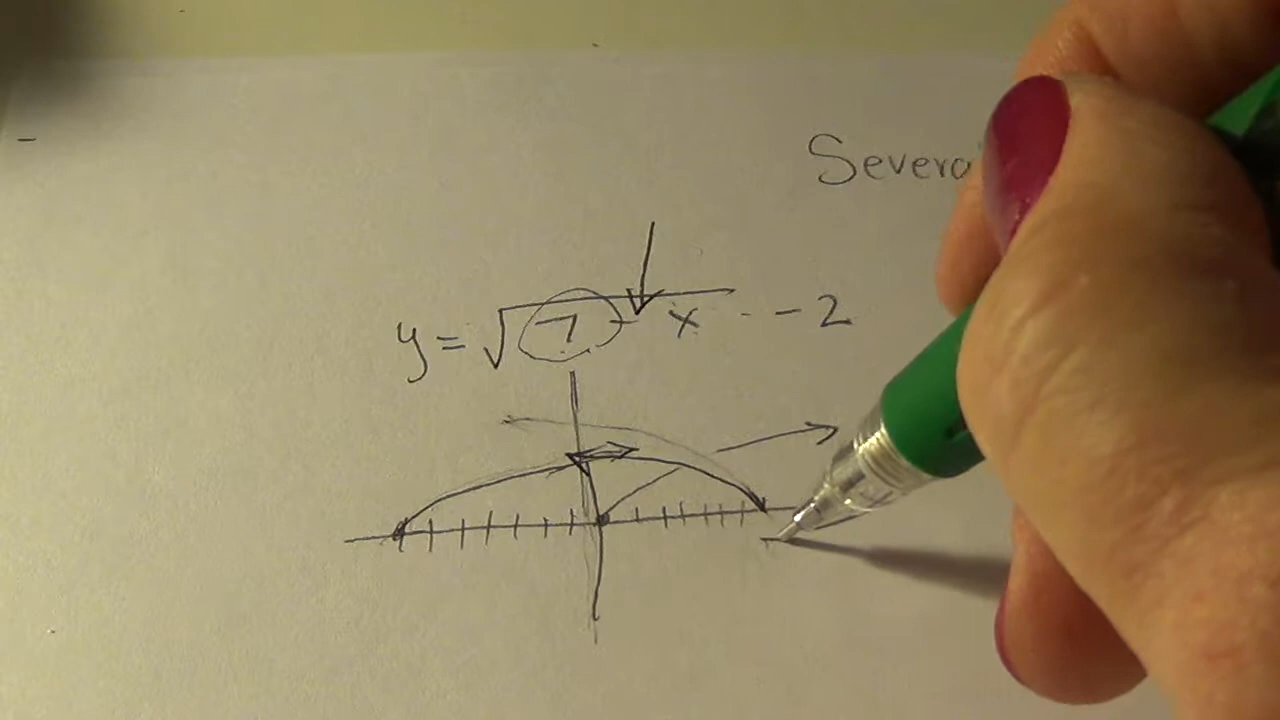 Severa
y = √7 - x - 2